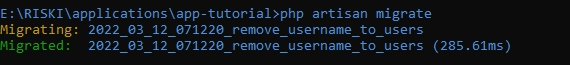 E:\RISKI\applications\app-tutorial>php artisan migrate
Migrating: 2022_03_12_071220_remove_username_to_users
Migrated:  2022_03_12_071220_remove_username_to_users (285.61ms)